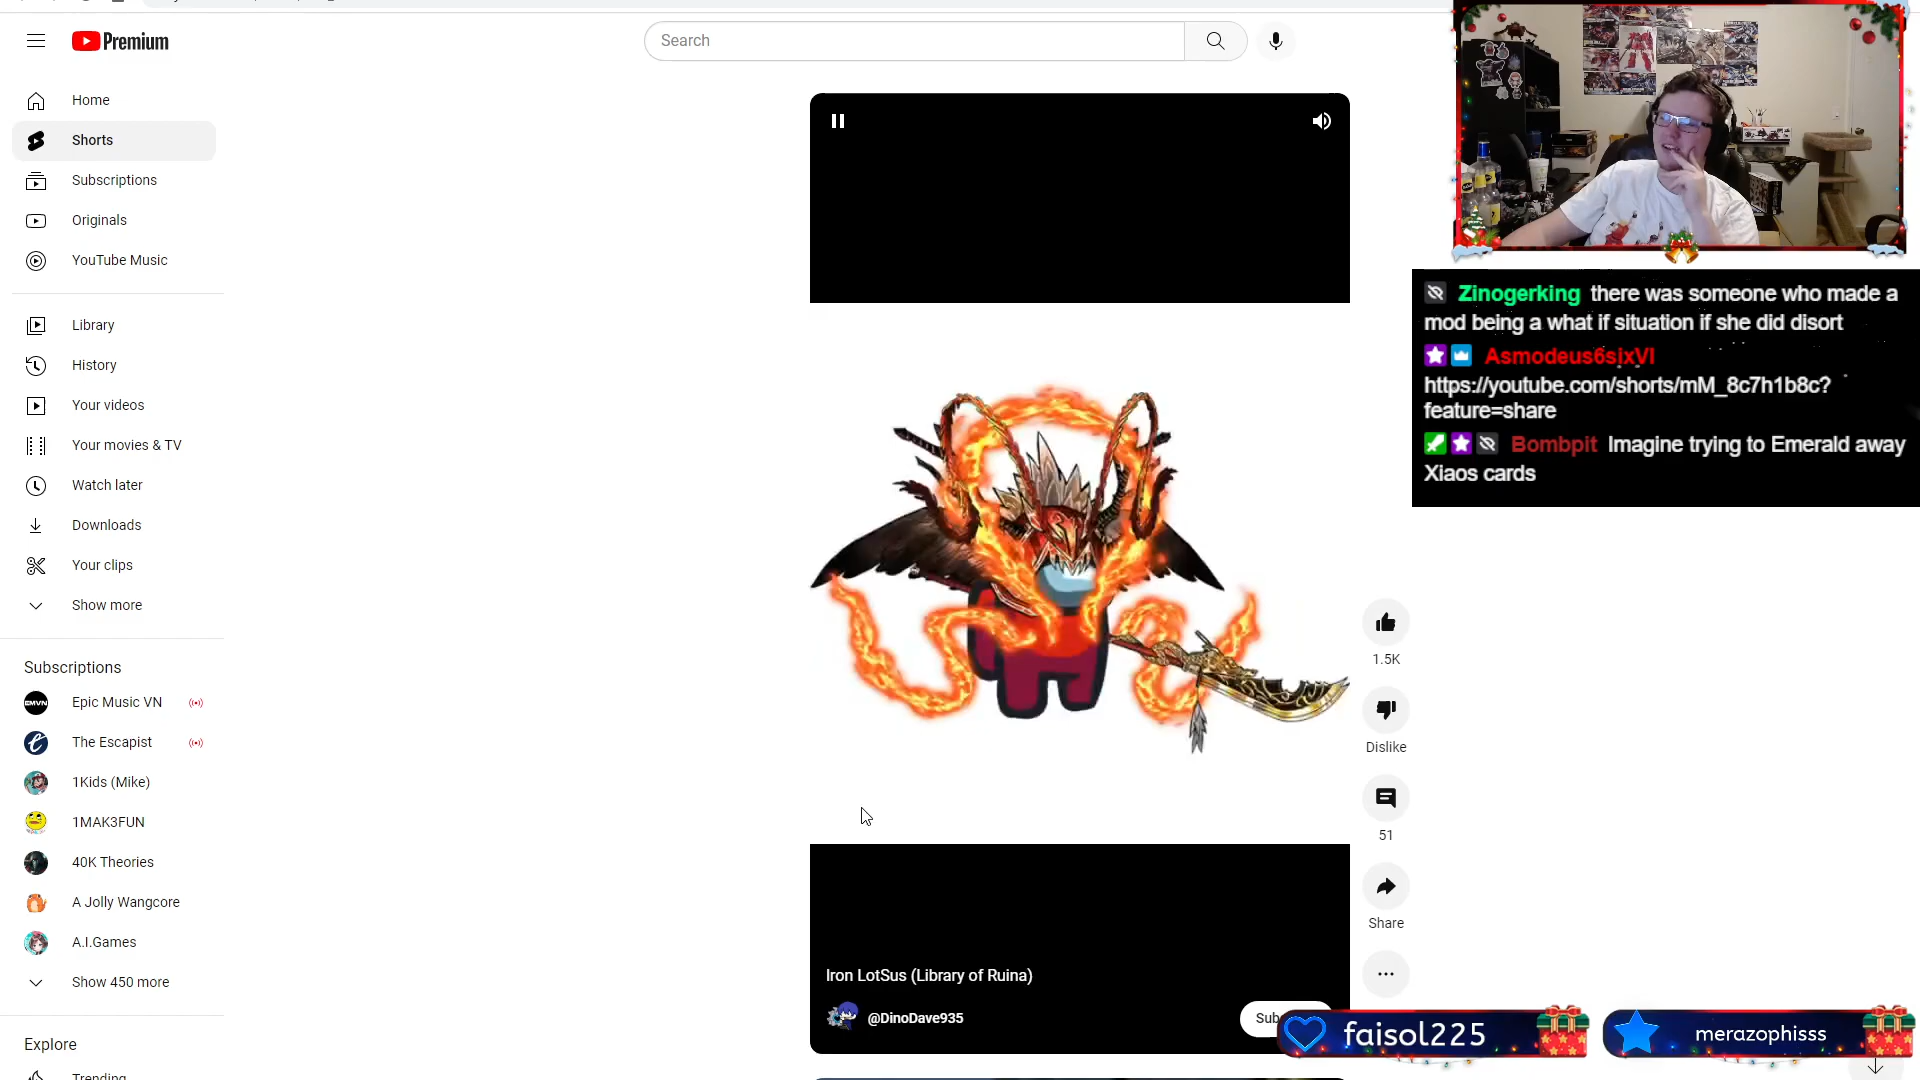 Premium
Search
Home
Shorts
Subscriptions
Originals
YouTube Music
Library
History
Your videos
Your movies & TV
Watch later
Downloads
Your clips
Show more
Subscriptions
EMVN
Epic Music VN
The Escapist
1Kids (Mike)
1MAK3FUN
40K Theories
A Jolly Wangcore
A.I.Games
Show 450 more
Explore
Trending
1.5K
Dislike
51
Share
Iron LotSus (Library of Ruina)
@DinoDave935
Sub
Zinogerking there was someone who made a
mod being a what if situation if she did disort
Asmodeus6sixVI
https://youtube.com/shorts/mM_8c7h1b8c?
feature=share
Bombpit Imagine trying to Emerald away
Xiaos cards
faisol225
merazophisss